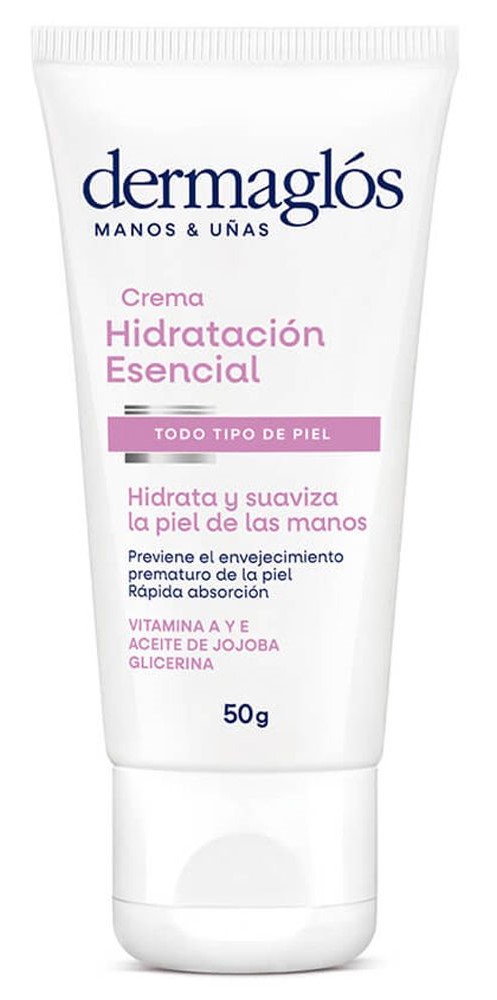 dermaglós
MANOS & UÑAS
Crema
Hidratación
Esencial
TODO TIPO DE PIEL
Hidrata y suaviza
la piel de las manos
Previene el envejecimiento
prematuro de la piel
Rápida absorción
VITAMINA A Y E
ACEITE DE JOJOBA
GLICERINA
50g